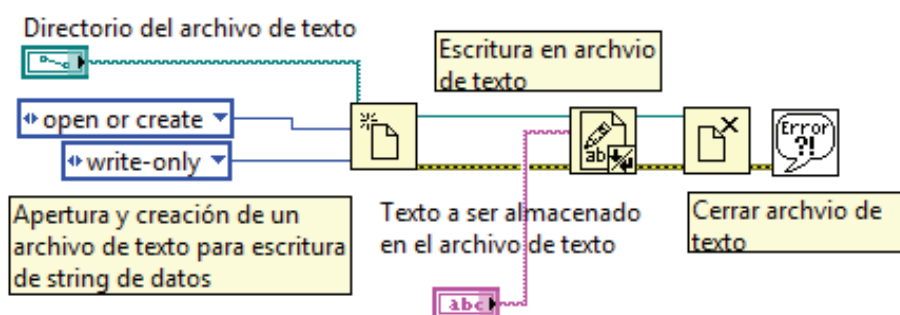 Directorio del archivo de texto
Escritura en archvio
de texto
open or create
write-only
ab
Error
?!
Apertura y creación de un
archivo de texto para escritura
de string de datos
Texto a ser almacenado
en el archivo de texto
Cerrar archvio de
texto
abc